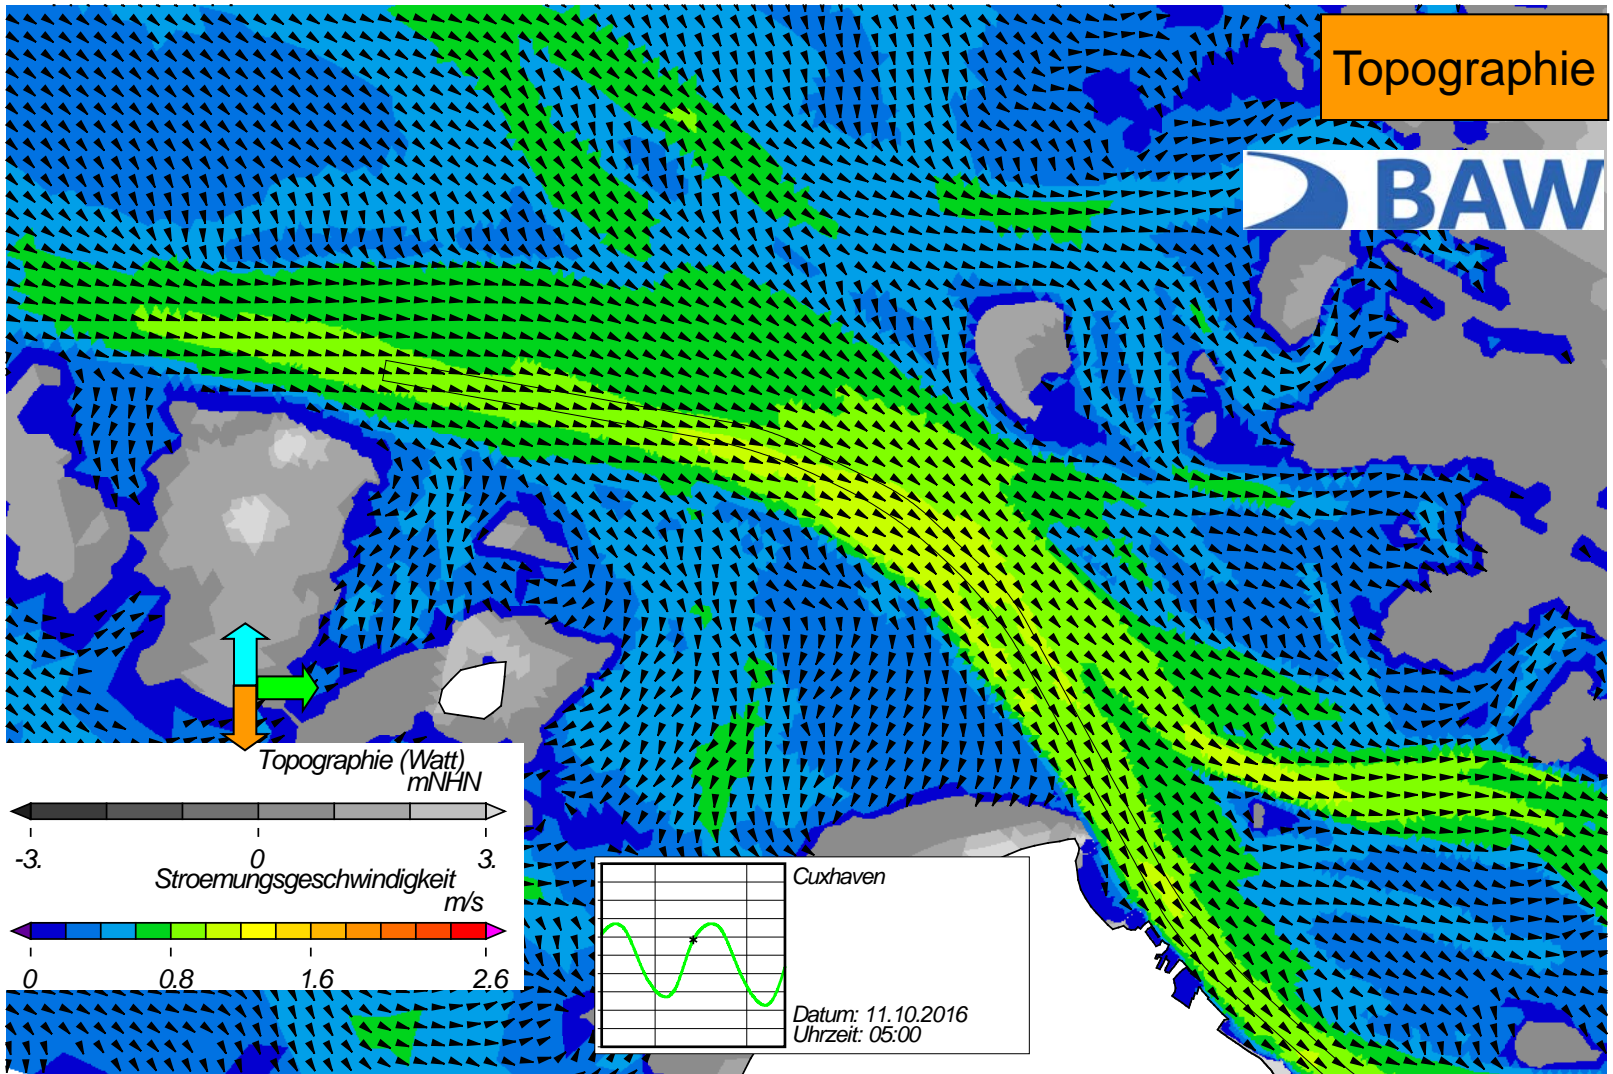 Topographie
BAW
Topographie (Watt)
mNHN
-3. 0 3.
Stroemungsgeschwindigkeit
m/s
0 0.8 1.6 2.6
Cuxhaven
Datum: 11.10.2016
Uhrzeit: 05:00